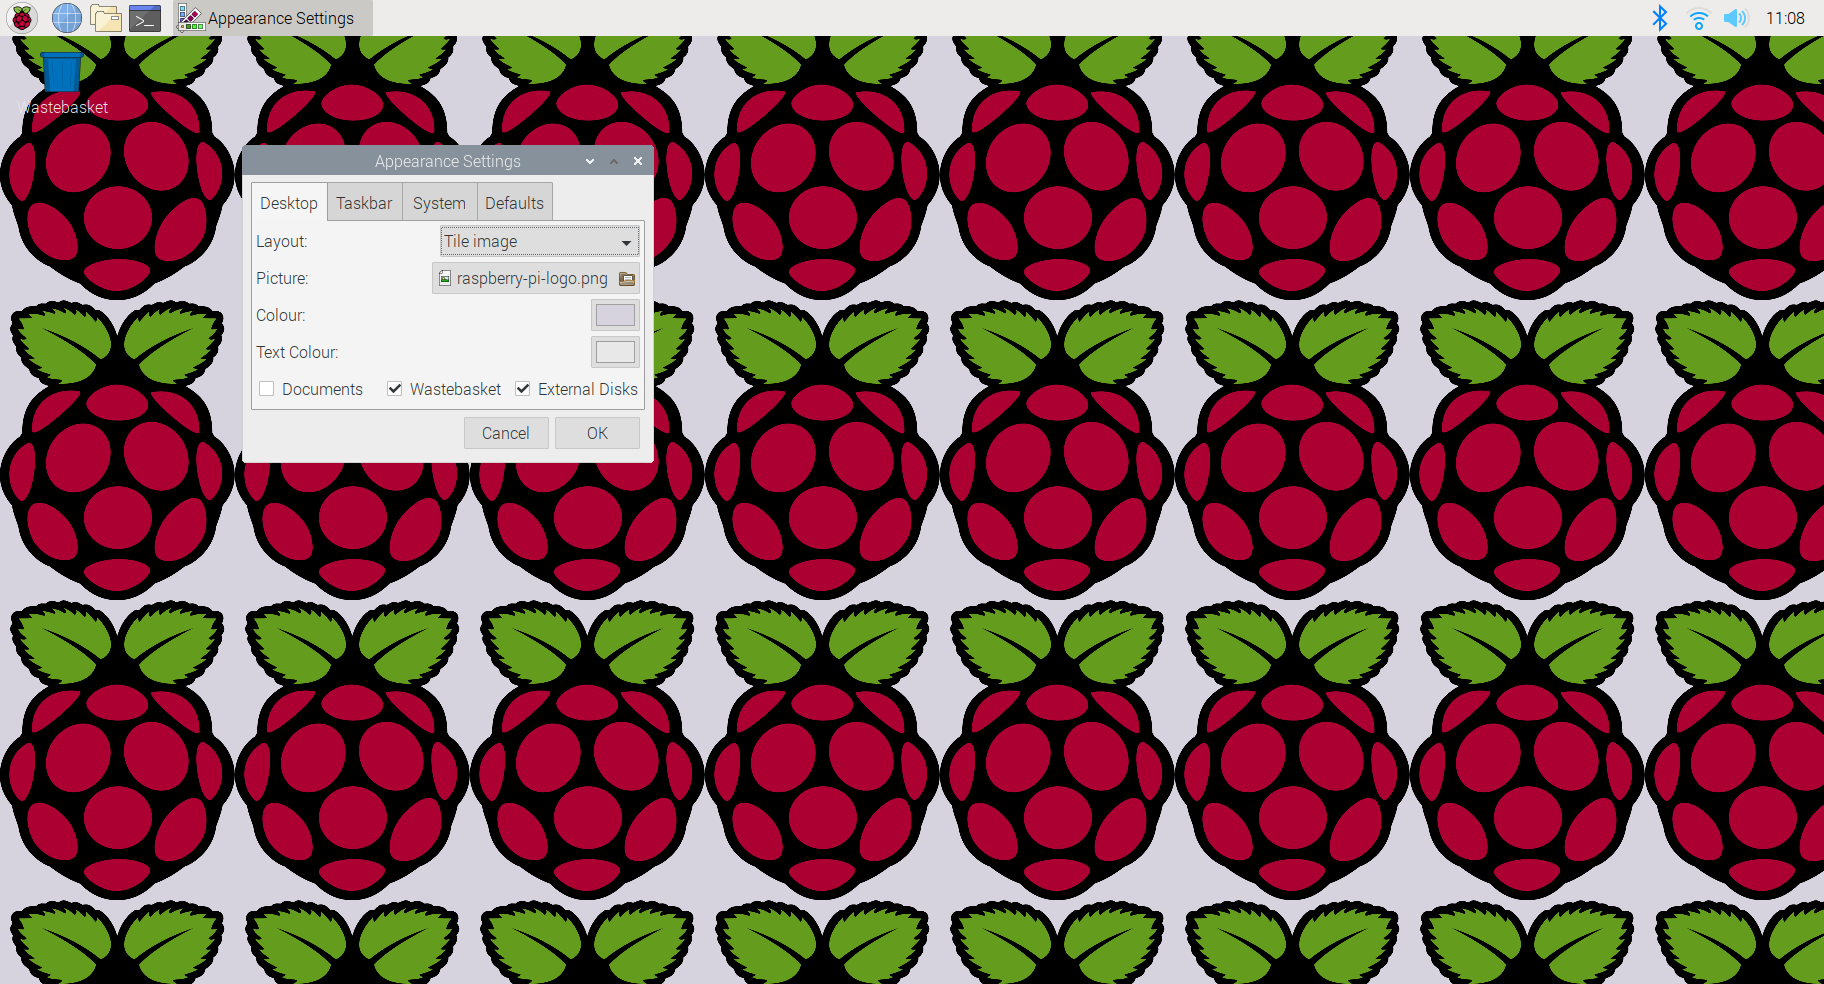 Appearance Settings
11:08
Wastebasket
Appearance Settings
Desktop Taskbar System Defaults
Layout: Tile image
Picture: raspberry-pi-logo.png
Colour:
Text Colour:
Documents Wastebasket External Disks
Cancel OK